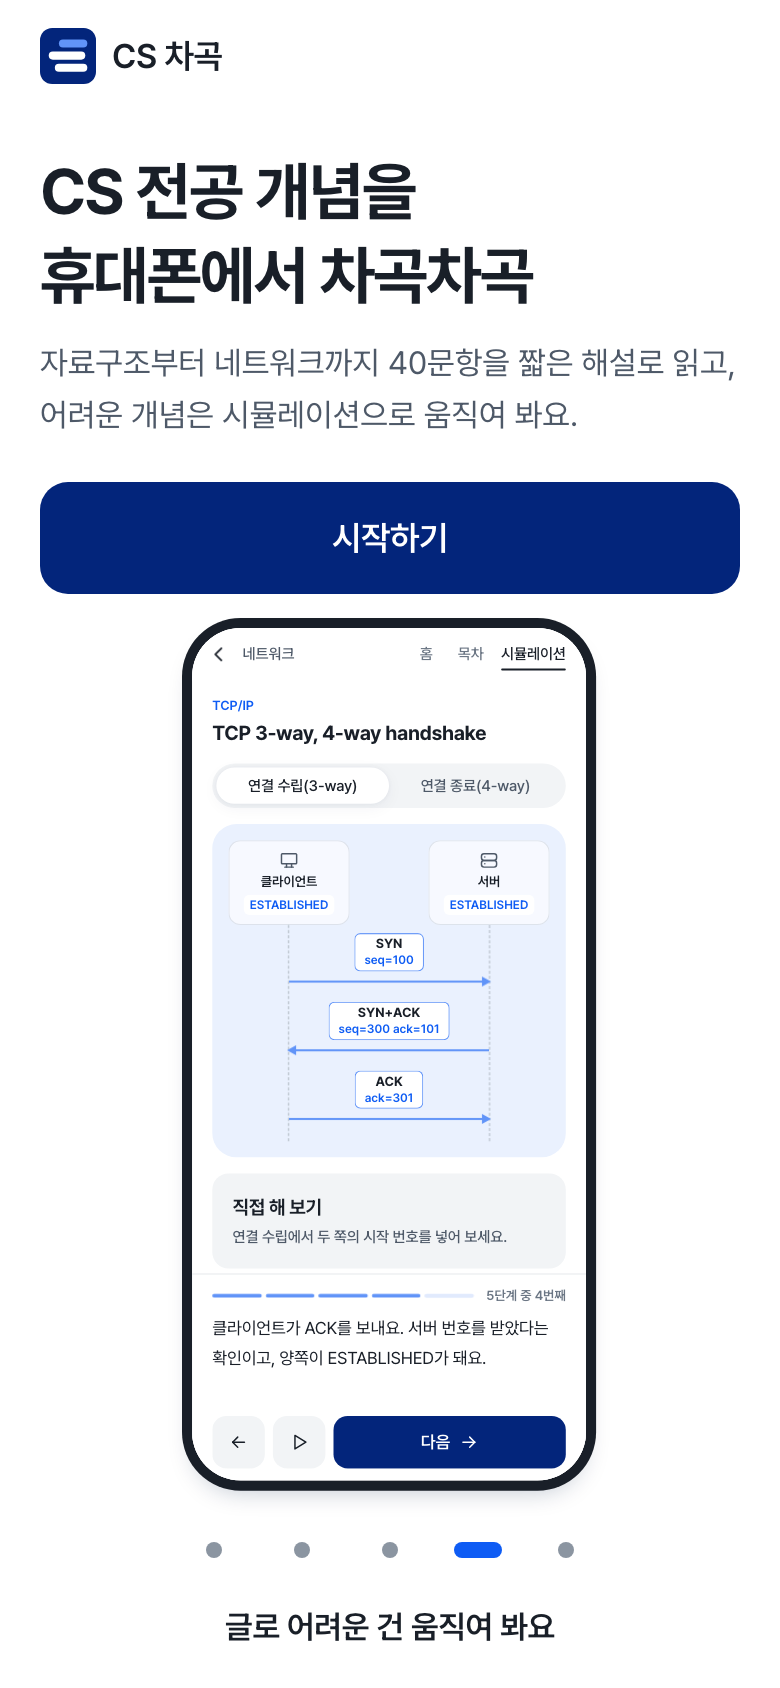 CS 차곡
CS 전공 개념을
휴대폰에서 차곡차곡
자료구조부터 네트워크까지 40문항을 짧은 해설로 읽고,
어려운 개념은 시뮬레이션으로 움직여 봐요.
시작하기
네트워크 홈 목차 시뮬레이션
TCP/IP
TCP 3-way, 4-way handshake
연결 수립(3-way) 연결 종료(4-way)
클라이언트 서버
ESTABLISHED ESTABLISHED
SYN
seq=100
SYN+ACK
seq=300 ack=101
ACK
ack=301
직접 해 보기
연결 수립에서 두 쪽의 시작 번호를 넣어 보세요.
5단계 중 4번째
클라이언트가 ACK를 보내요. 서버 번호를 받았다는
확인이고, 양쪽이 ESTABLISHED가 돼요.
다음
글로 어려운 건 움직여 봐요